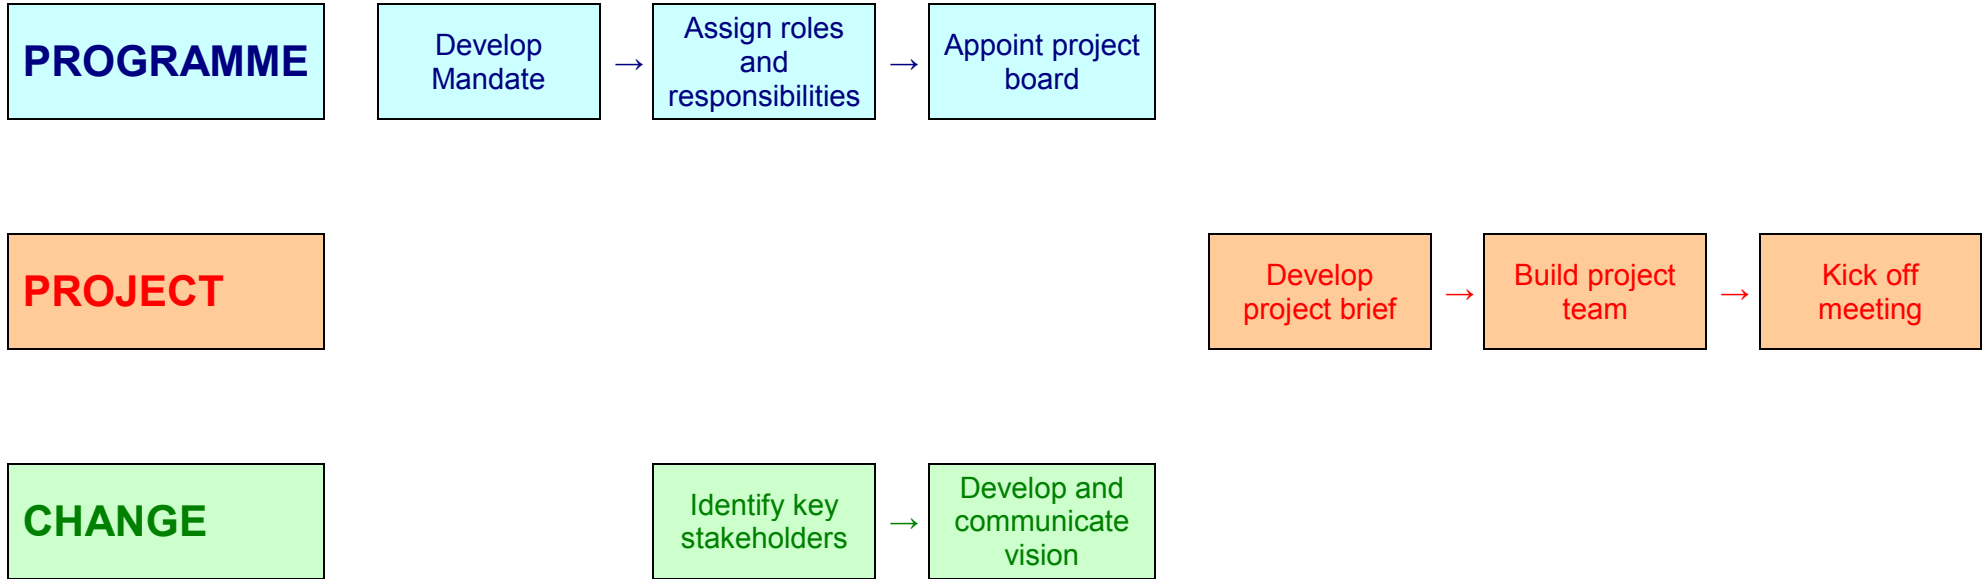 PROGRAMME
Develop
Mandate
→
Assign roles
and
responsibilities
→
Appoint project
board
PROJECT
Develop
project brief
→
Build project
team
→
Kick off
meeting
CHANGE
Identify key
stakeholders
→
Develop and
communicate
vision